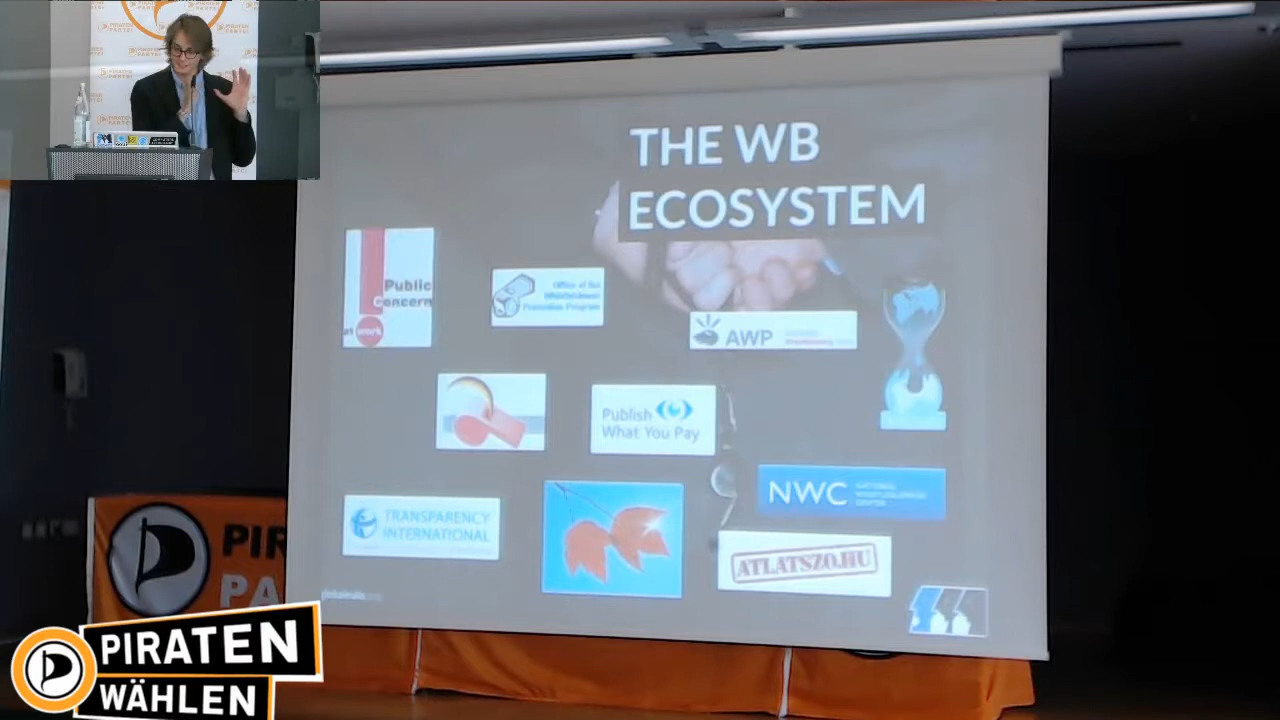 PIRATEN
PARTEI
THE WB
ECOSYSTEM
Public
Concern
at work
Office of the
Whistleblower
Protection Program
AWP
Publish
What You Pay
NWC
NATIONAL
WHISTLEBLOWERS
CENTER
TRANSPARENCY
INTERNATIONAL
ATLATSZO.HU
PIR
PA
PIRATEN
WÄHLEN